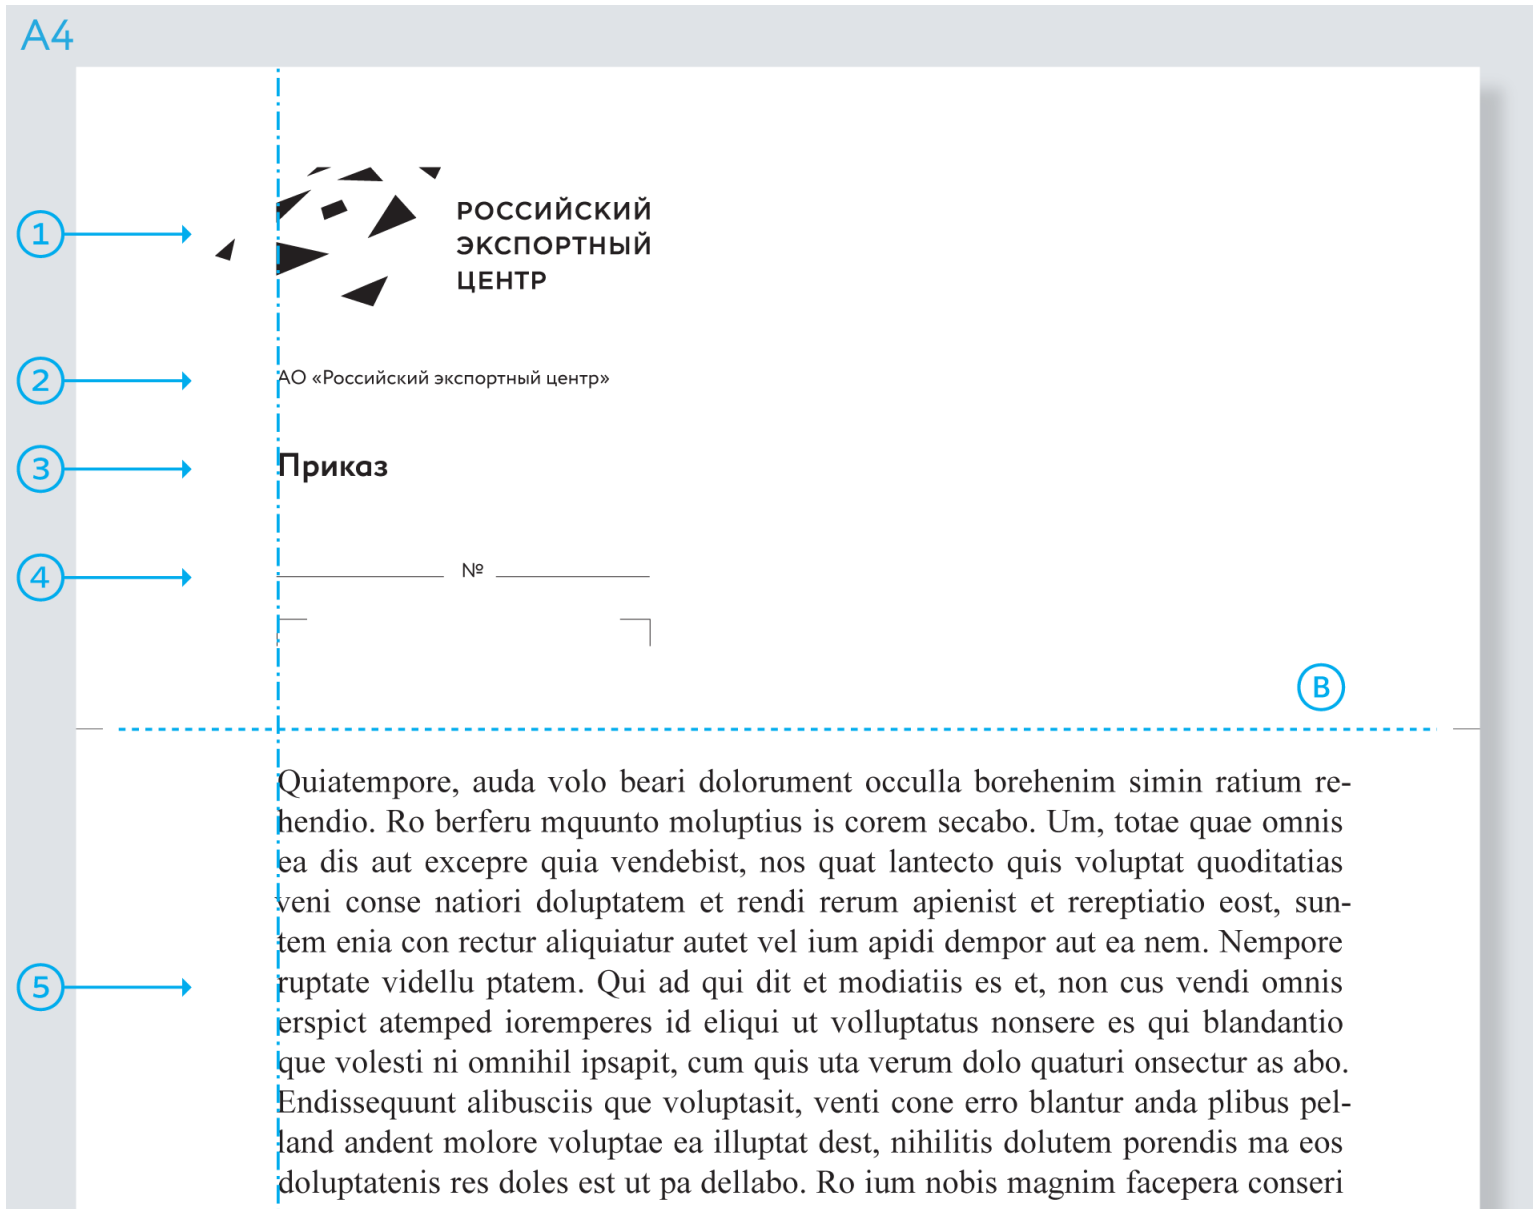 A4
1
РОССИЙСКИЙ
ЭКСПОРТНЫЙ
ЦЕНТР
2
АО «Российский экспортный центр»
3
Приказ
4
№
B
Quiatempore, auda volo beari dolorument occulla borehenim simin ratium re-
hendio. Ro berferu mquunto moluptius is corem secabo. Um, totae quae omnis
ea dis aut excepre quia vendebist, nos quat lantecto quis voluptat quoditatias
veni conse natiori doluptatem et rendi rerum apienist et rereptiatio eost, sun-
tem enia con rectur aliquiatur autet vel ium apidi dempor aut ea nem. Nempore
5
ruptate videllu ptatem. Qui ad qui dit et modiatiis es et, non cus vendi omnis
erspict atemped ioremperes id eliqui ut volluptatus nonsere es qui blandantio
que volesti ni omnihil ipsapit, cum quis uta verum dolo quaturi onsectur as abo.
Endissequunt alibusciis que voluptasit, venti cone erro blantur anda plibus pel-
land andent molore voluptae ea illuptat dest, nihilitis dolutem porendis ma eos
doluptatenis res doles est ut pa dellabo. Ro ium nobis magnim facepera conseri